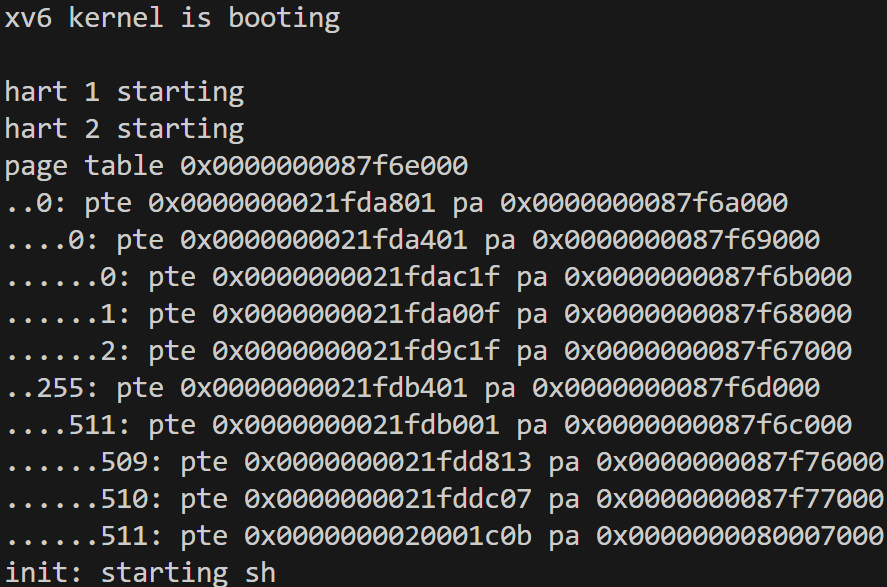 xv6 kernel is booting
hart 1 starting
hart 2 starting
page table 0x0000000087f6e000
..0: pte 0x0000000021fda801 pa 0x0000000087f6a000
....0: pte 0x0000000021fda401 pa 0x0000000087f69000
......0: pte 0x0000000021fdac1f pa 0x0000000087f6b000
......1: pte 0x0000000021fda00f pa 0x0000000087f68000
......2: pte 0x0000000021fd9c1f pa 0x0000000087f67000
..255: pte 0x0000000021fdb401 pa 0x0000000087f6d000
....511: pte 0x0000000021fdb001 pa 0x0000000087f6c000
......509: pte 0x0000000021fdd813 pa 0x0000000087f76000
......510: pte 0x0000000021fddc07 pa 0x0000000087f77000
......511: pte 0x0000000020001c0b pa 0x0000000080007000
init: starting sh